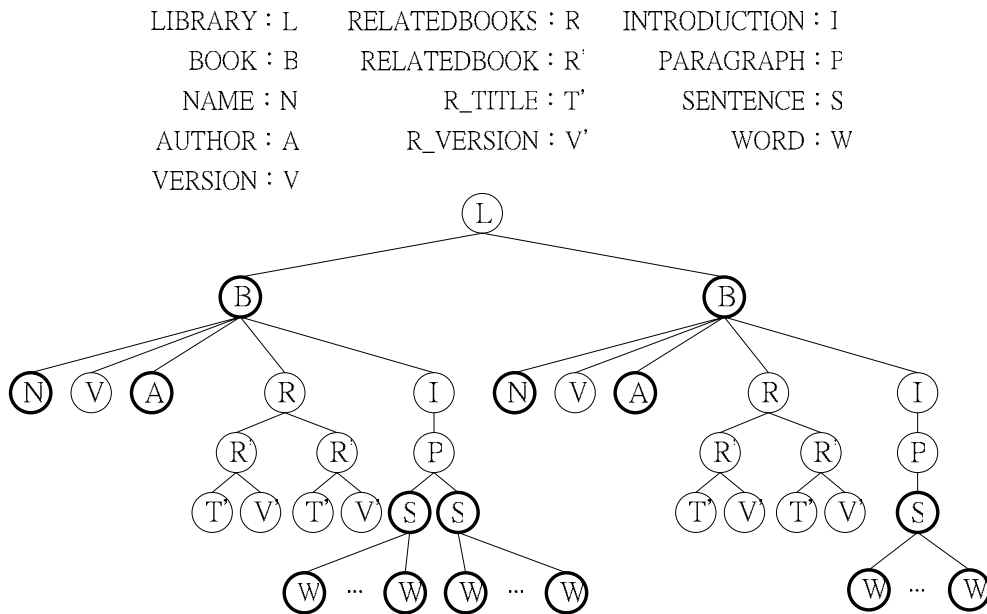 LIBRARY : L RELATEDBOOKS : R INTRODUCTION : I
BOOK : B RELATEDBOOK : R' PARAGRAPH : P
NAME : N R_TITLE : T' SENTENCE : S
AUTHOR : A R_VERSION : V' WORD : W
VERSION : V
L
B B
N V A R I N V A R I
R' R' P R' R' P
T' V' T' V' S S T' V' T' V' S
W ... W W ... W W ... W